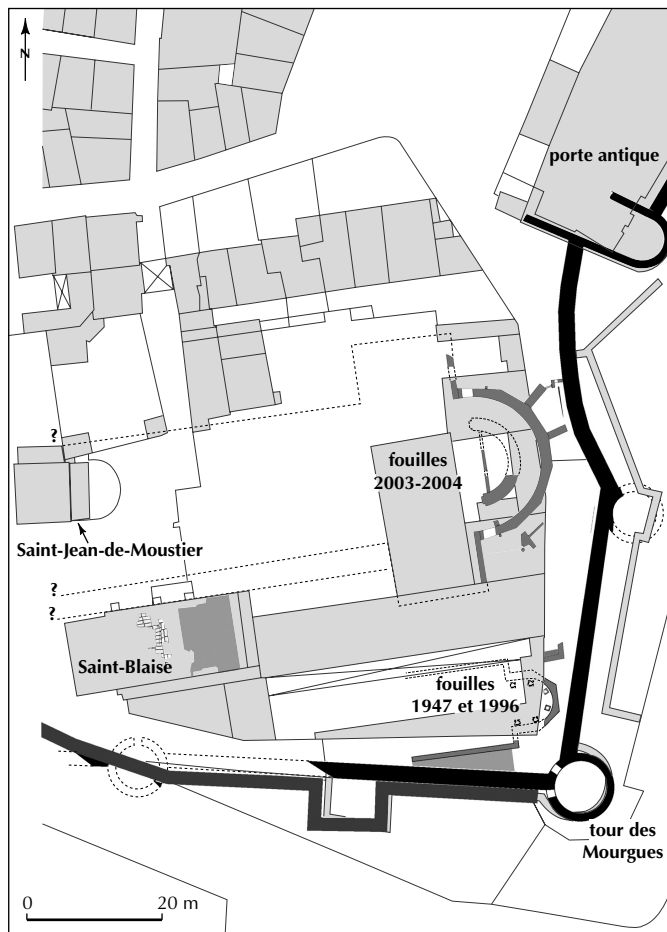 N
porte antique
?
fouilles
2003-2004
Saint-Jean-de-Moustier
?
?
Saint-Blaise
fouilles
1947 et 1996
tour des
Mourgues
0 20 m